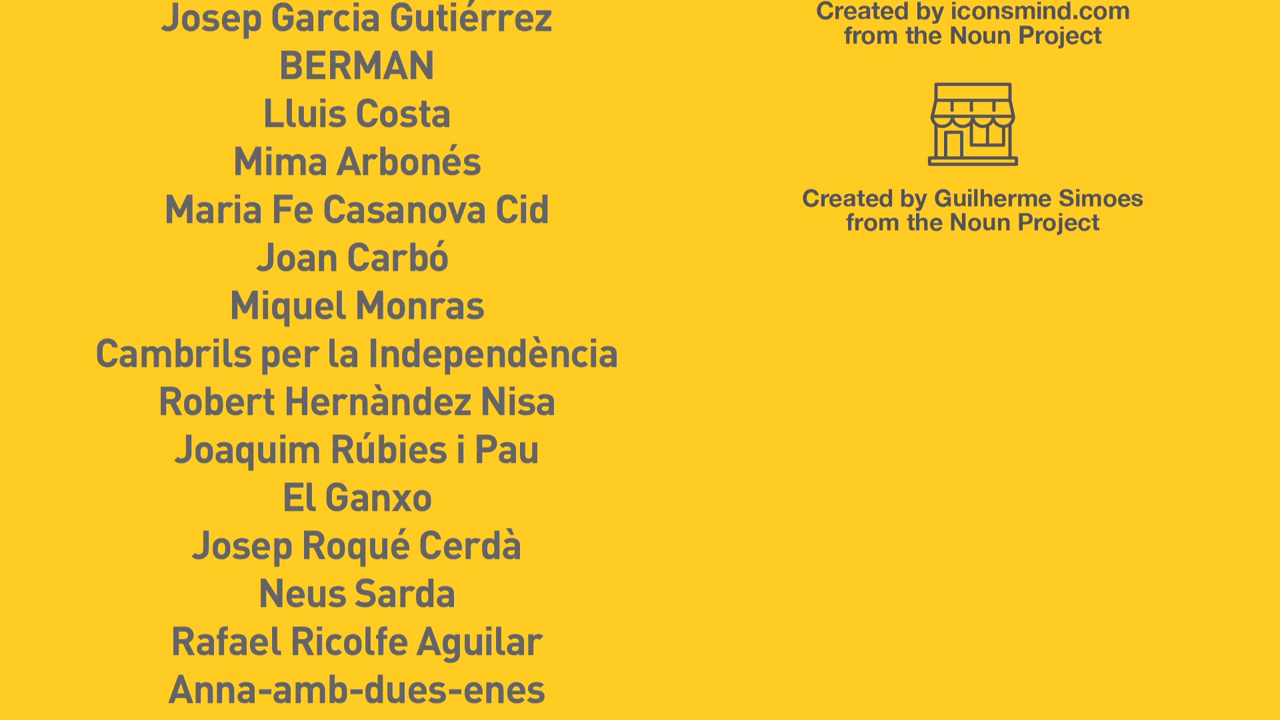 Josep Garcia Gutiérrez
BERMAN
Lluis Costa
Mima Arbonés
Maria Fe Casanova Cid
Joan Carbó
Miquel Monras
Cambrils per la Independència
Robert Hernàndez Nisa
Joaquim Rúbies i Pau
El Ganxo
Josep Roqué Cerdà
Neus Sarda
Rafael Ricolfe Aguilar
Anna-amb-dues-enes
Created by iconsmind.com
from the Noun Project
Created by Guilherme Simoes
from the Noun Project